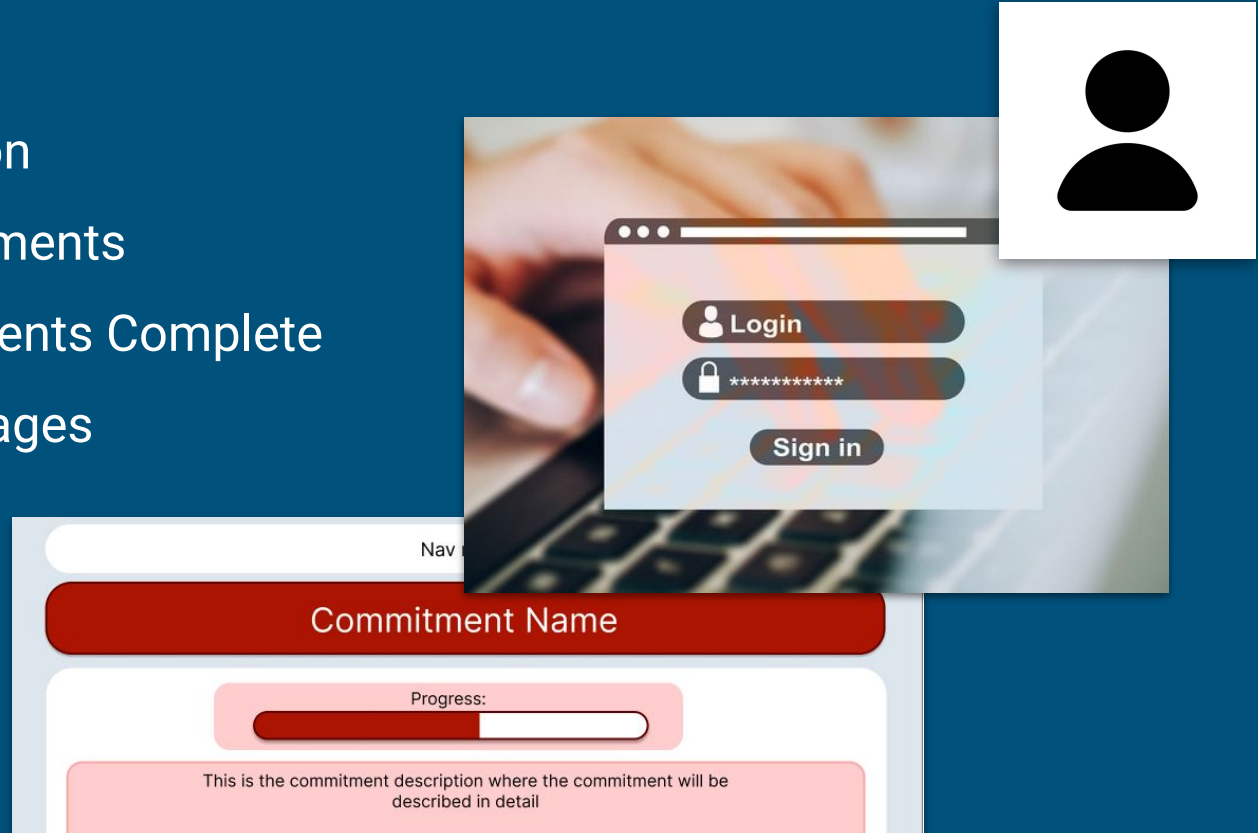 on
ments
ents Complete
ages
Login
***********
Sign in
Nav
Commitment Name
Progress:
This is the commitment description where the commitment will be
described in detail